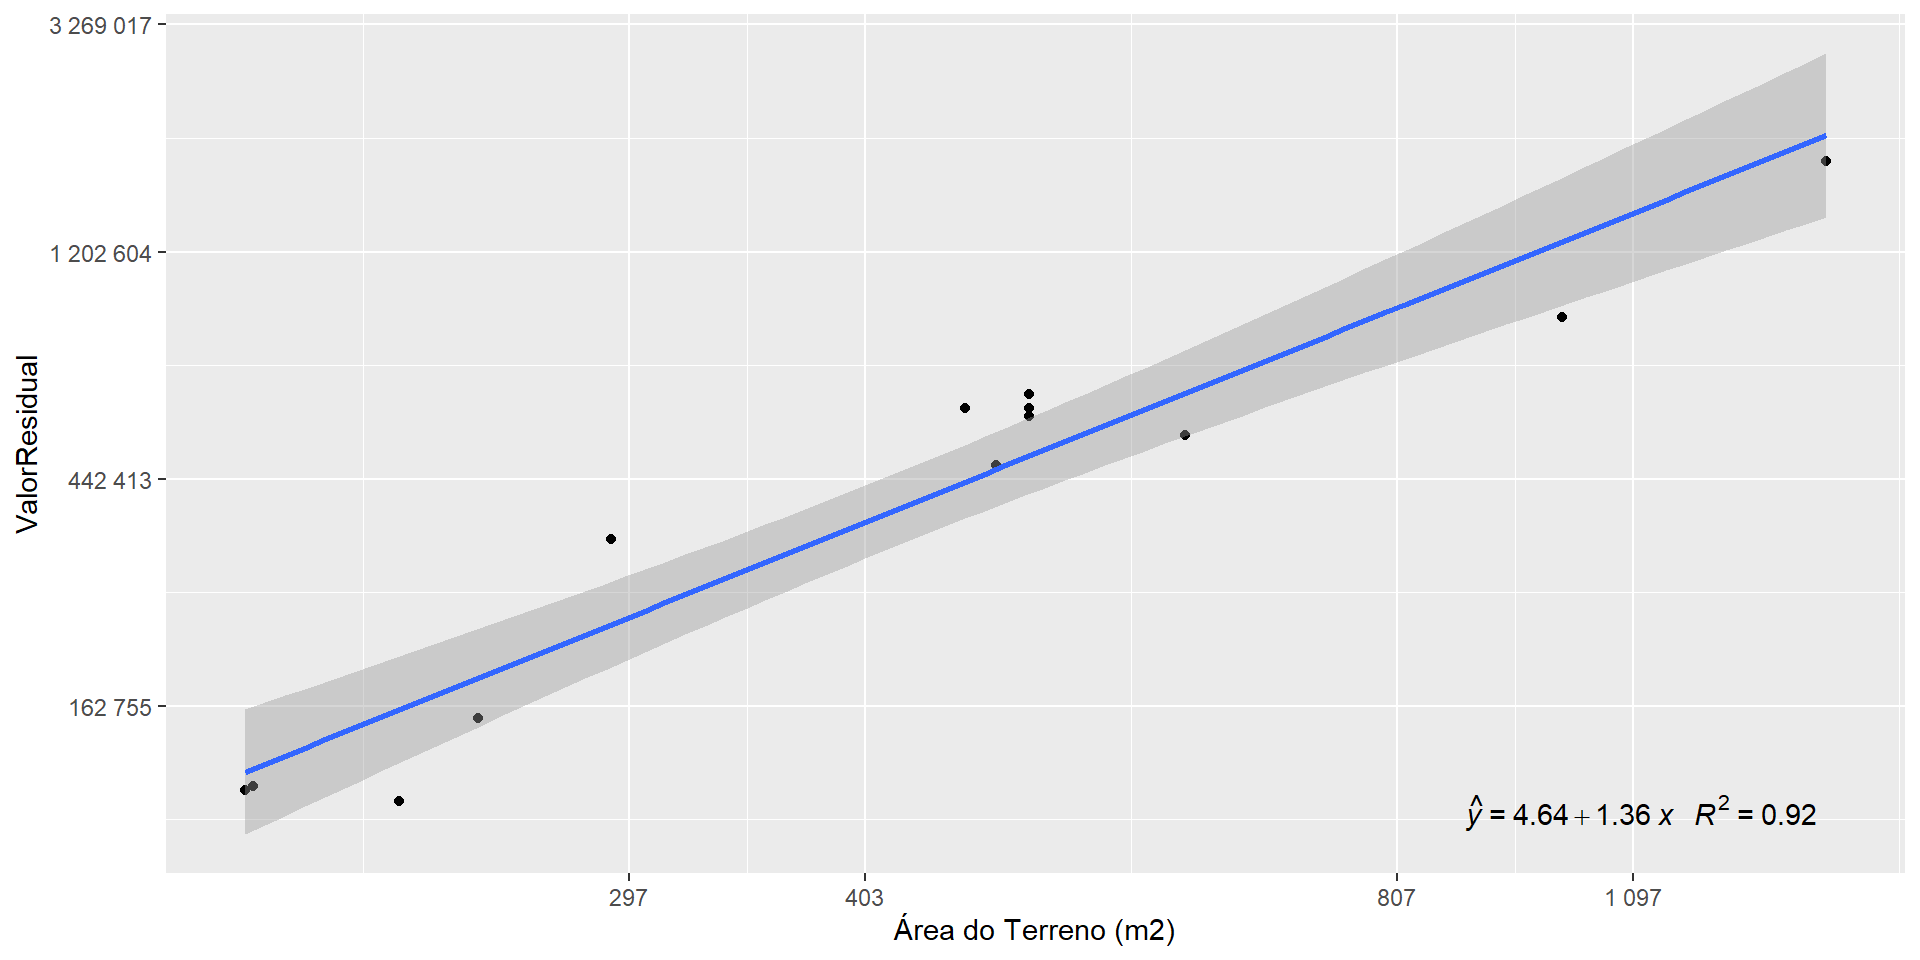 3 269 017
1 202 604
442 413
162 755
ValorResidual
ŷ = 4.64 + 1.36 x R² = 0.92
297 403 807 1 097
Área do Terreno (m2)